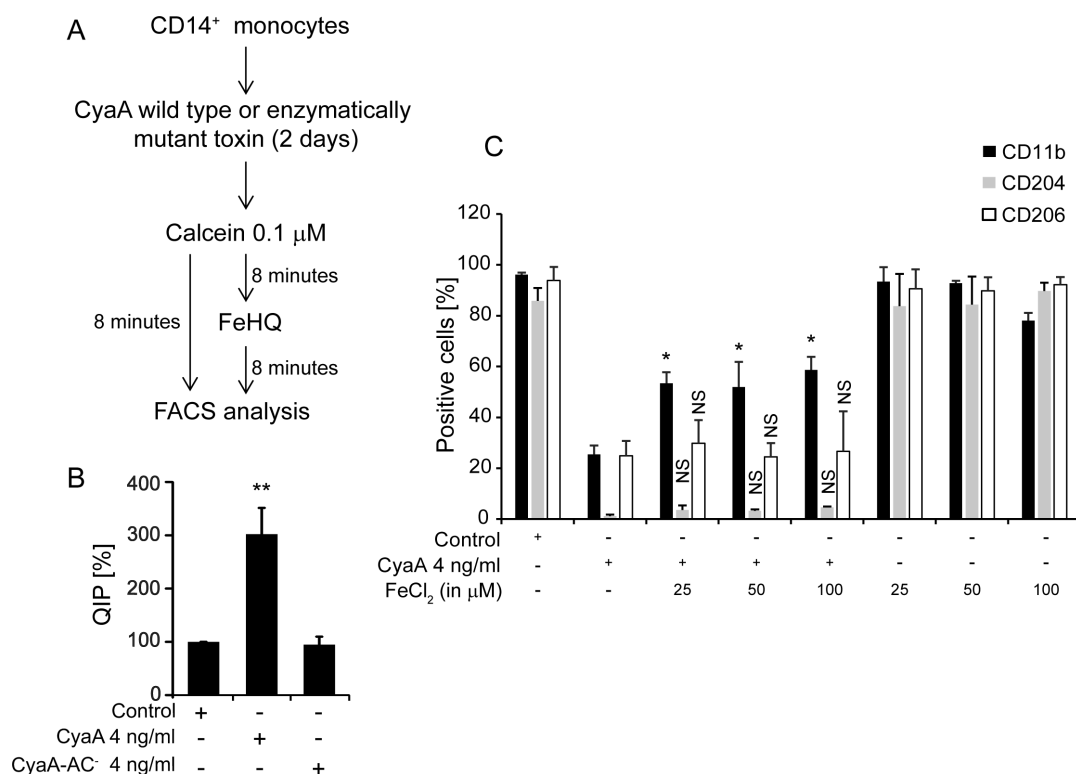 A
CD14⁺ monocytes
CyaA wild type or enzymatically
mutant toxin (2 days)
Calcein 0.1 μM
8 minutes
8 minutes
FeHQ
8 minutes
FACS analysis
B
QIP [%]
400
300
200
100
0
**
Control + - -
CyaA 4 ng/ml - + -
CyaA-AC⁻ 4 ng/ml - - +
C
CD11b
CD204
CD206
Positive cells [%]
120
100
80
60
40
20
0
* * *
NS NS NS NS NS NS
Control + - - - - - - -
CyaA 4 ng/ml - + + + + - - -
FeCl₂ (in μM) - - 25 50 100 25 50 100